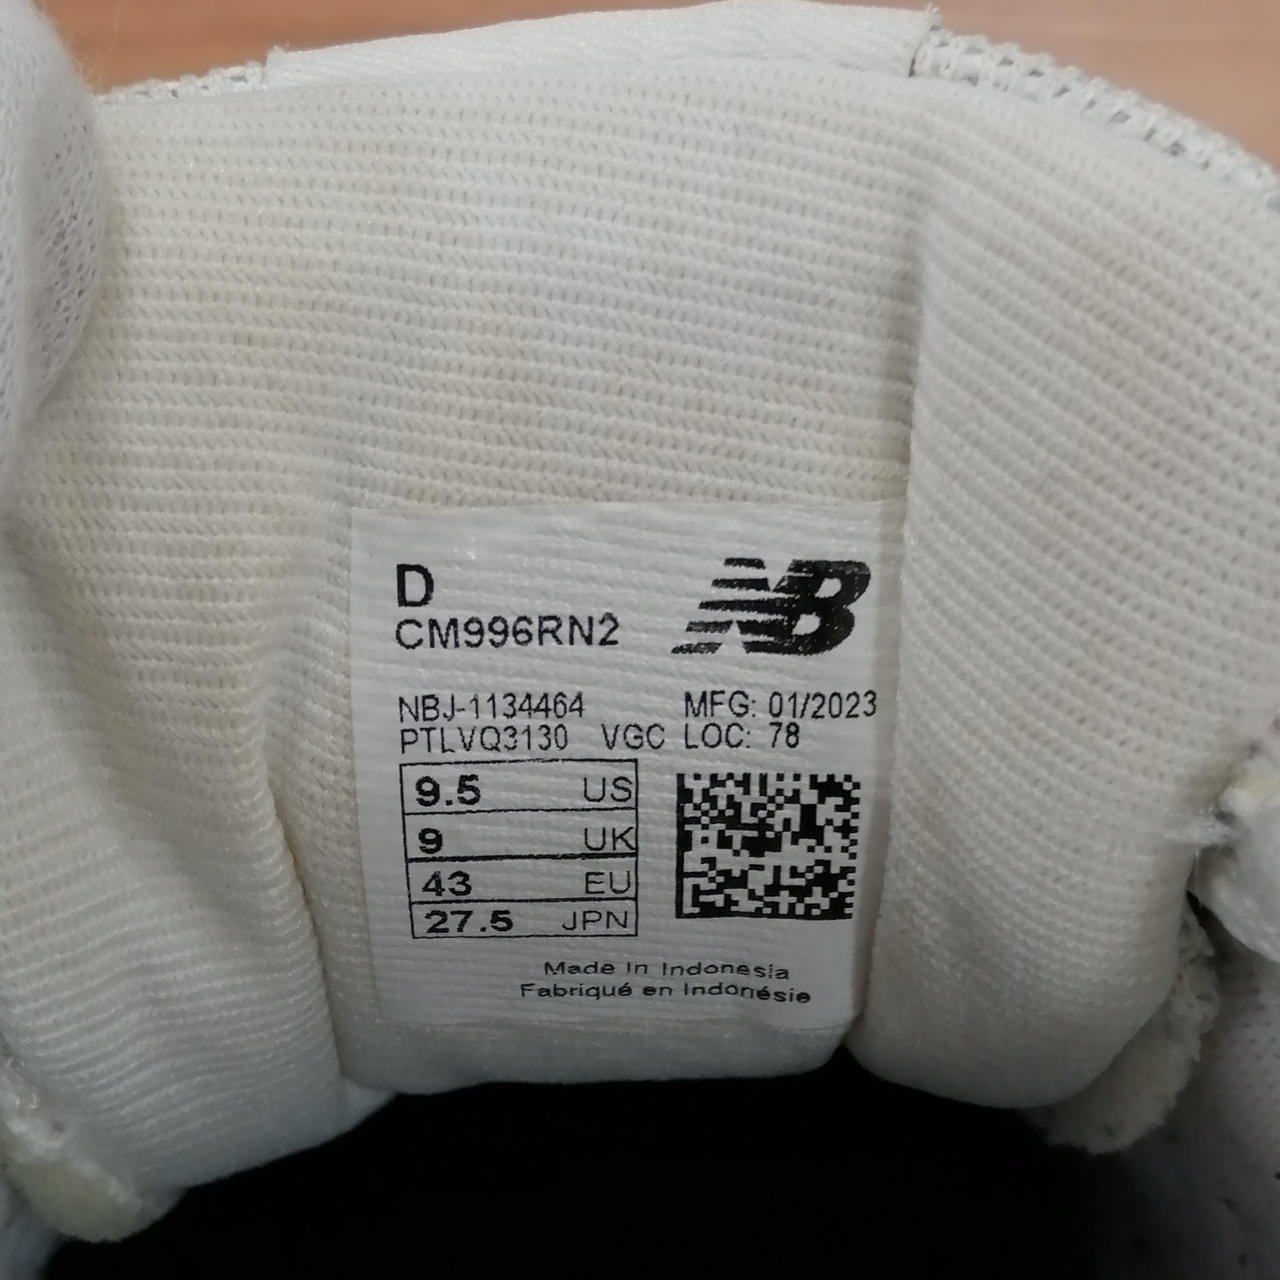 D
NB
CM996RN2
NBJ-1134464 MFG: 01/2023
PTLVQ3130 VGC LOC: 78
9.5 US
9 UK
43 EU
27.5 JPN
Made in Indonesia
Fabriqué en Indonésie